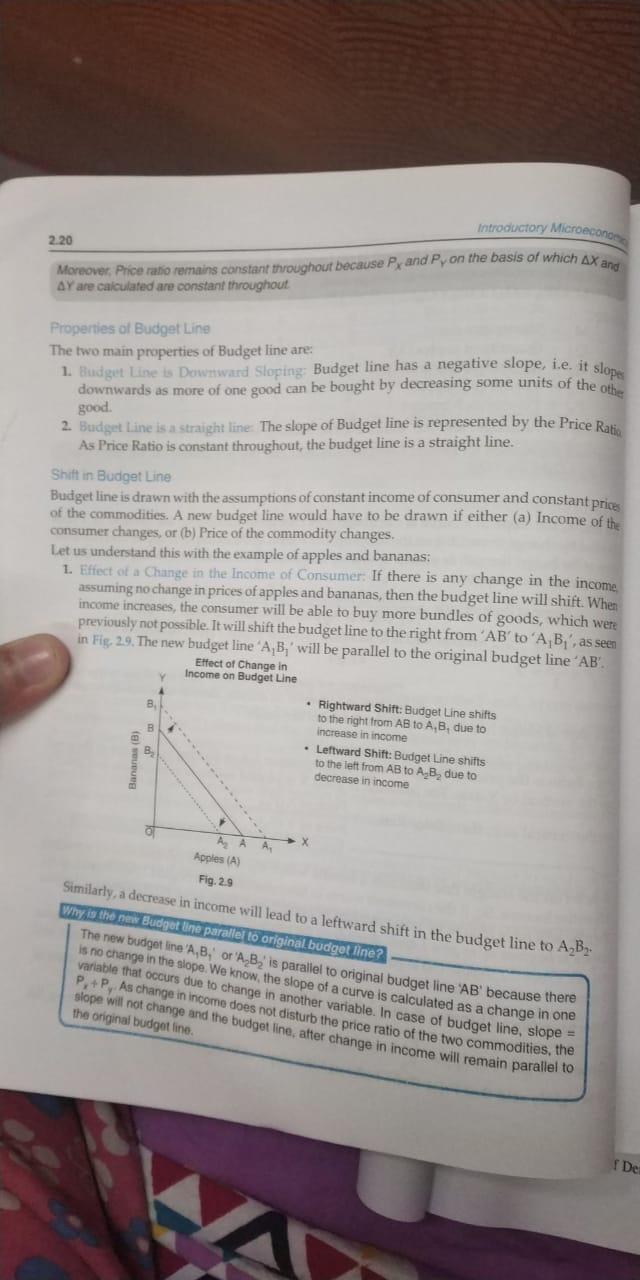 2.20
Introductory Microeconomics
Moreover, Price ratio remains constant throughout because Pₓ and Pᵧ on the basis of which ΔX and
ΔY are calculated are constant throughout.
Properties of Budget Line
The two main properties of Budget line are:
1. Budget Line is Downward Sloping: Budget line has a negative slope, i.e. it slopes
downwards as more of one good can be bought by decreasing some units of the other
good.
2. Budget Line is a straight line: The slope of Budget line is represented by the Price Ratio.
As Price Ratio is constant throughout, the budget line is a straight line.
Shift in Budget Line
Budget line is drawn with the assumptions of constant income of consumer and constant prices
of the commodities. A new budget line would have to be drawn if either (a) Income of the
consumer changes, or (b) Price of the commodity changes.
Let us understand this with the example of apples and bananas:
1. Effect of a Change in the Income of Consumer: If there is any change in the income,
assuming no change in prices of apples and bananas, then the budget line will shift. When
income increases, the consumer will be able to buy more bundles of goods, which were
previously not possible. It will shift the budget line to the right from 'AB' to 'A₁B₁', as seen
in Fig. 2.9. The new budget line 'A₁B₁' will be parallel to the original budget line 'AB'.
Effect of Change in
Income on Budget Line
Y
B₁
B
B₂
Bananas (B)
O
A₂ A A₁ X
Apples (A)
Fig. 2.9
• Rightward Shift: Budget Line shifts
to the right from AB to A₁B₁ due to
increase in income
• Leftward Shift: Budget Line shifts
to the left from AB to A₂B₂ due to
decrease in income
Similarly, a decrease in income will lead to a leftward shift in the budget line to A₂B₂.
Why is the new Budget line parallel to original budget line?
The new budget line 'A₁B₁' or 'A₂B₂' is parallel to original budget line 'AB' because there
is no change in the slope. We know, the slope of a curve is calculated as a change in one
variable that occurs due to change in another variable. In case of budget line, slope =
Pₓ ÷ Pᵧ. As change in income does not disturb the price ratio of the two commodities, the
slope will not change and the budget line, after change in income will remain parallel to
the original budget line.
f De